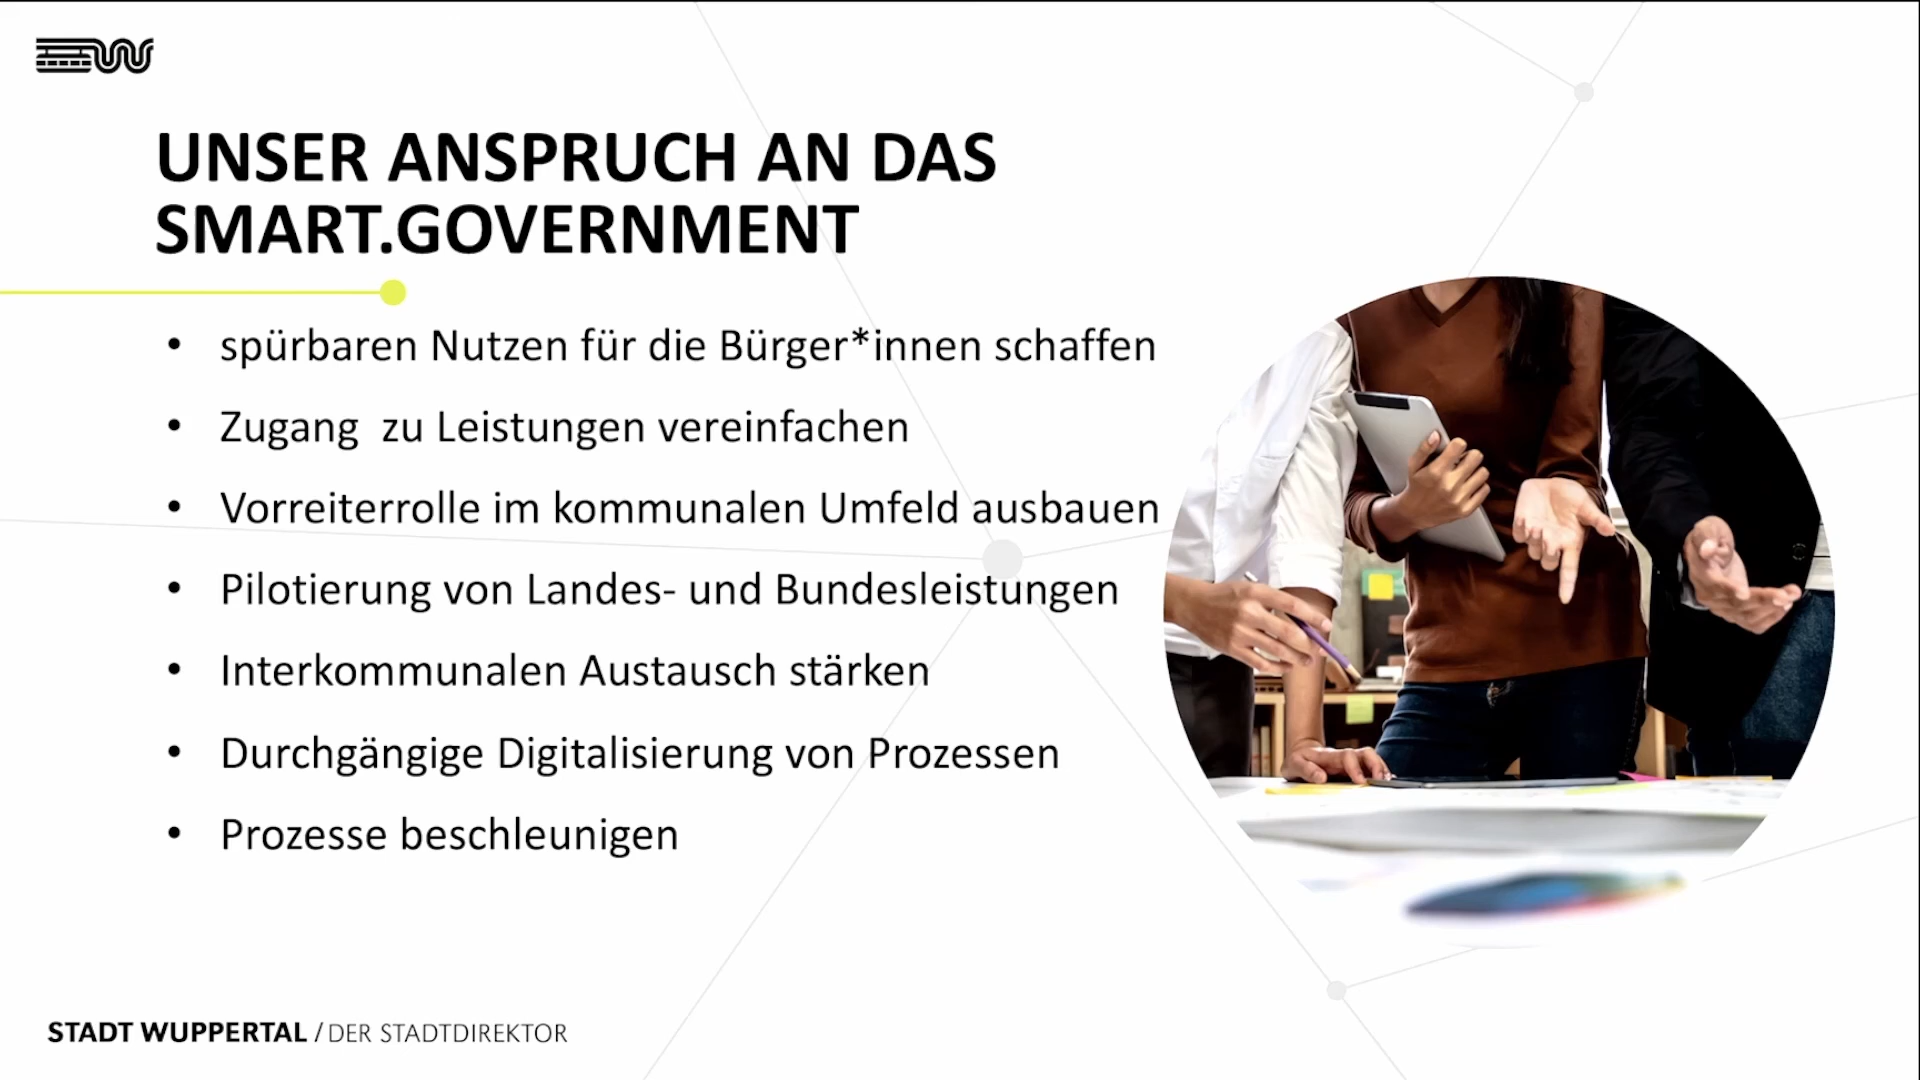 UNSER ANSPRUCH AN DAS
SMART.GOVERNMENT
• spürbaren Nutzen für die Bürger*innen schaffen
• Zugang  zu Leistungen vereinfachen
• Vorreiterrolle im kommunalen Umfeld ausbauen
• Pilotierung von Landes- und Bundesleistungen
• Interkommunalen Austausch stärken
• Durchgängige Digitalisierung von Prozessen
• Prozesse beschleunigen
STADT WUPPERTAL / DER STADTDIREKTOR